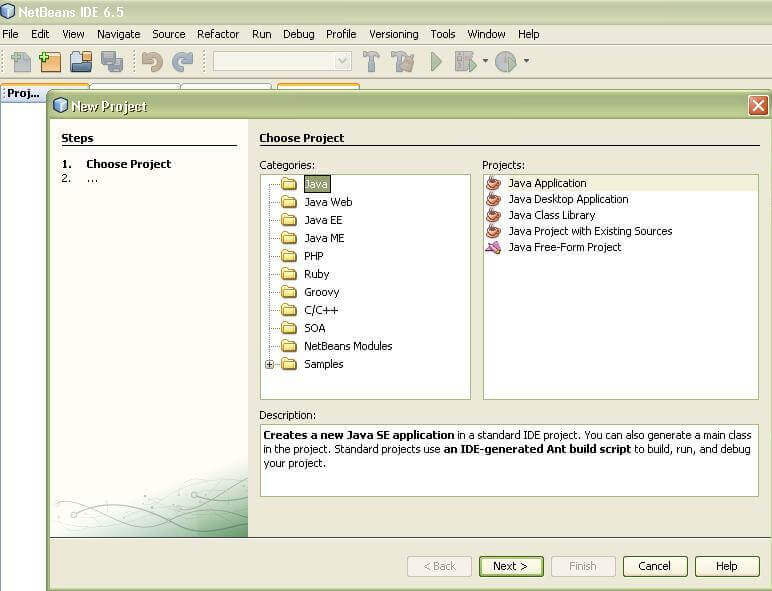 NetBeans IDE 6.5
File Edit View Navigate Source Refactor Run Debug Profile Versioning Tools Window Help
Proj...
New Project
Steps
1. Choose Project
2. ...
Choose Project
Categories:
Java
Java Web
Java EE
Java ME
PHP
Ruby
Groovy
C/C++
SOA
NetBeans Modules
Samples
Projects:
Java Application
Java Desktop Application
Java Class Library
Java Project with Existing Sources
Java Free-Form Project
Description:
Creates a new Java SE application in a standard IDE project. You can also generate a main class
in the project. Standard projects use an IDE-generated Ant build script to build, run, and debug
your project.
< Back Next > Finish Cancel Help